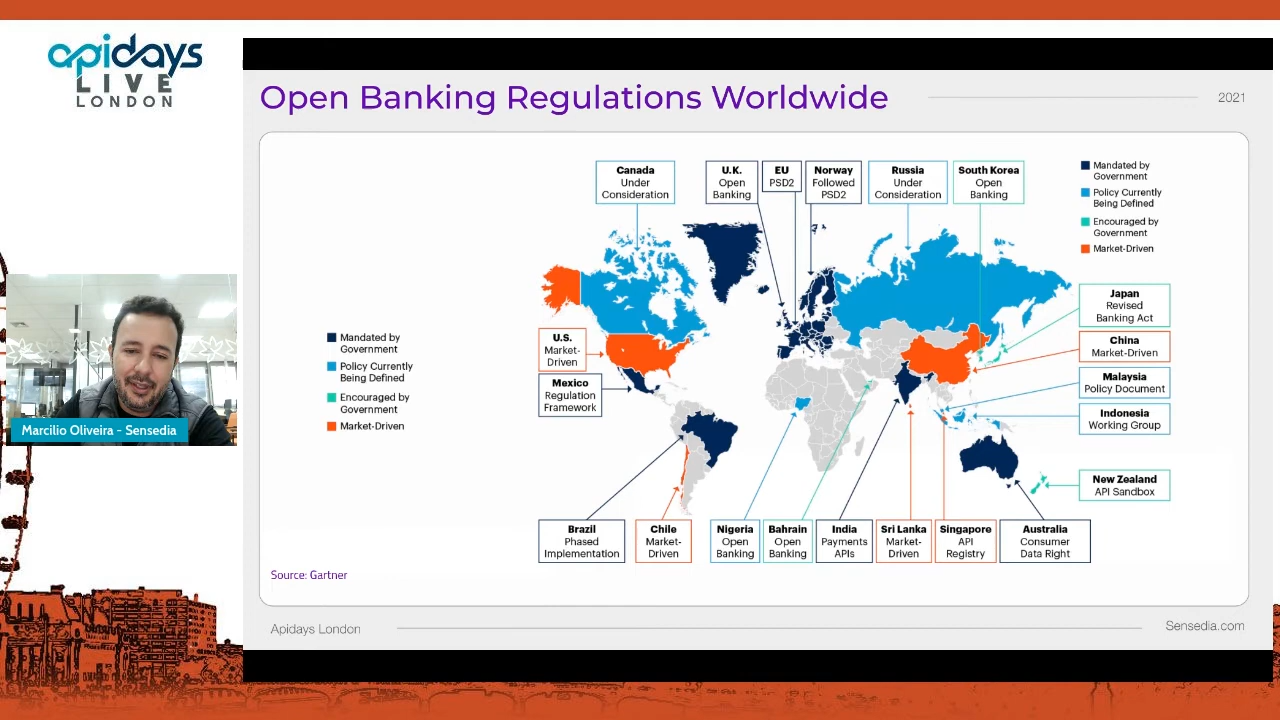 apidays
LIVE
LONDON
Open Banking Regulations Worldwide
2021
Canada
Under
Consideration
U.K.
Open
Banking
EU
PSD2
Norway
Followed
PSD2
Russia
Under
Consideration
South Korea
Open
Banking
Mandated by
Government
Policy Currently
Being Defined
Encouraged by
Government
Market-Driven
Japan
Revised
Banking Act
China
Market-Driven
Malaysia
Policy Document
Indonesia
Working Group
New Zealand
API Sandbox
U.S.
Market-
Driven
Mexico
Regulation
Framework
Mandated by
Government
Policy Currently
Being Defined
Encouraged by
Government
Market-Driven
Marcilio Oliveira - Sensedia
Brazil
Phased
Implementation
Chile
Market-
Driven
Nigeria
Open
Banking
Bahrain
Open
Banking
India
Payments
APIs
Sri Lanka
Market-
Driven
Singapore
API
Registry
Australia
Consumer
Data Right
Source: Gartner
Apidays London
Sensedia.com